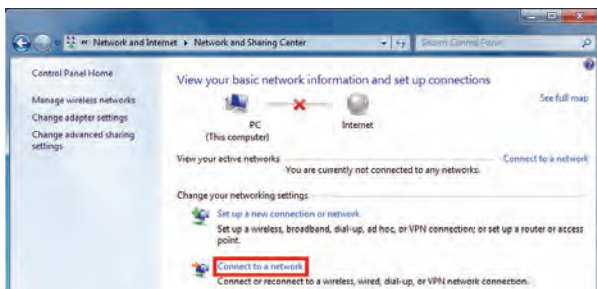 « Network and Internet ▸ Network and Sharing Center
Search Control Panel
Control Panel Home
Manage wireless networks
Change adapter settings
Change advanced sharing
settings
View your basic network information and set up connections
See full map
PC
(This computer)
Internet
View your active networks
Connect to a network
You are currently not connected to any networks.
Change your networking settings
Set up a new connection or network
Set up a wireless, broadband, dial-up, ad hoc, or VPN connection; or set up a router or access
point.
Connect to a network
Connect or reconnect to a wireless, wired, dial-up, or VPN network connection.